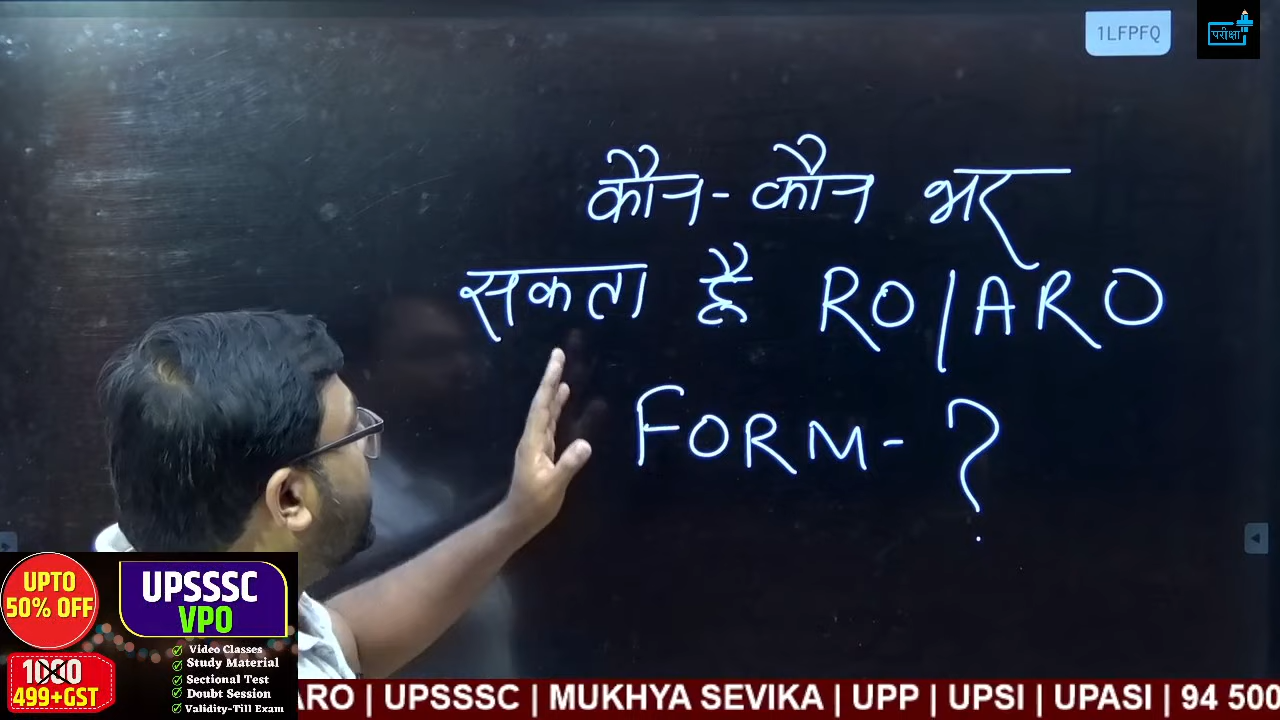 1LFPFQ
परीक्षा
कौन-कौन भर
सकता है RO/ARO
FORM- ?
UPTO
50% OFF
UPSSSC
VPO
Video Classes
Study Material
Sectional Test
Doubt Session
Validity-Till Exam
1000
499+GST
ARO | UPSSSC | MUKHYA SEVKA | UPP | UPSI | UPASI | 94 500